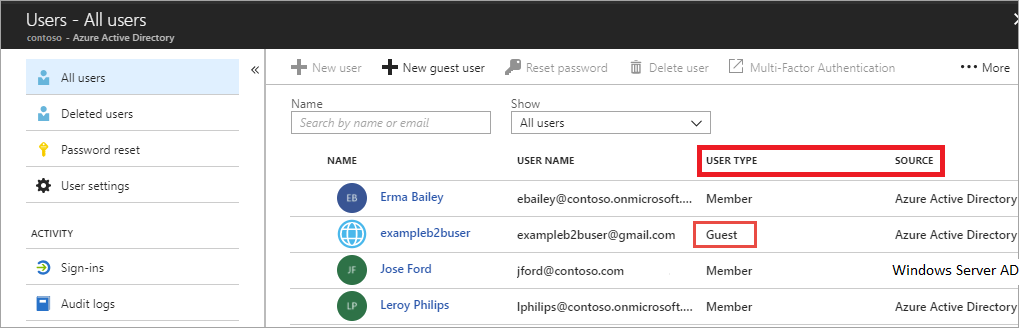 Users - All users
contoso - Azure Active Directory
All users
Deleted users
Password reset
User settings
ACTIVITY
Sign-ins
Audit logs
«
New user New guest user Reset password Delete user Multi-Factor Authentication ••• More
Name Show
Search by name or email All users
NAME USER NAME USER TYPE SOURCE
EB Erma Bailey ebailey@contoso.onmicrosoft.... Member Azure Active Directory
exampleb2buser exampleb2buser@gmail.com Guest Azure Active Directory
JF Jose Ford jford@contoso.com Member Windows Server AD
LP Leroy Philips lphilips@contoso.onmicrosoft.... Member Azure Active Directory